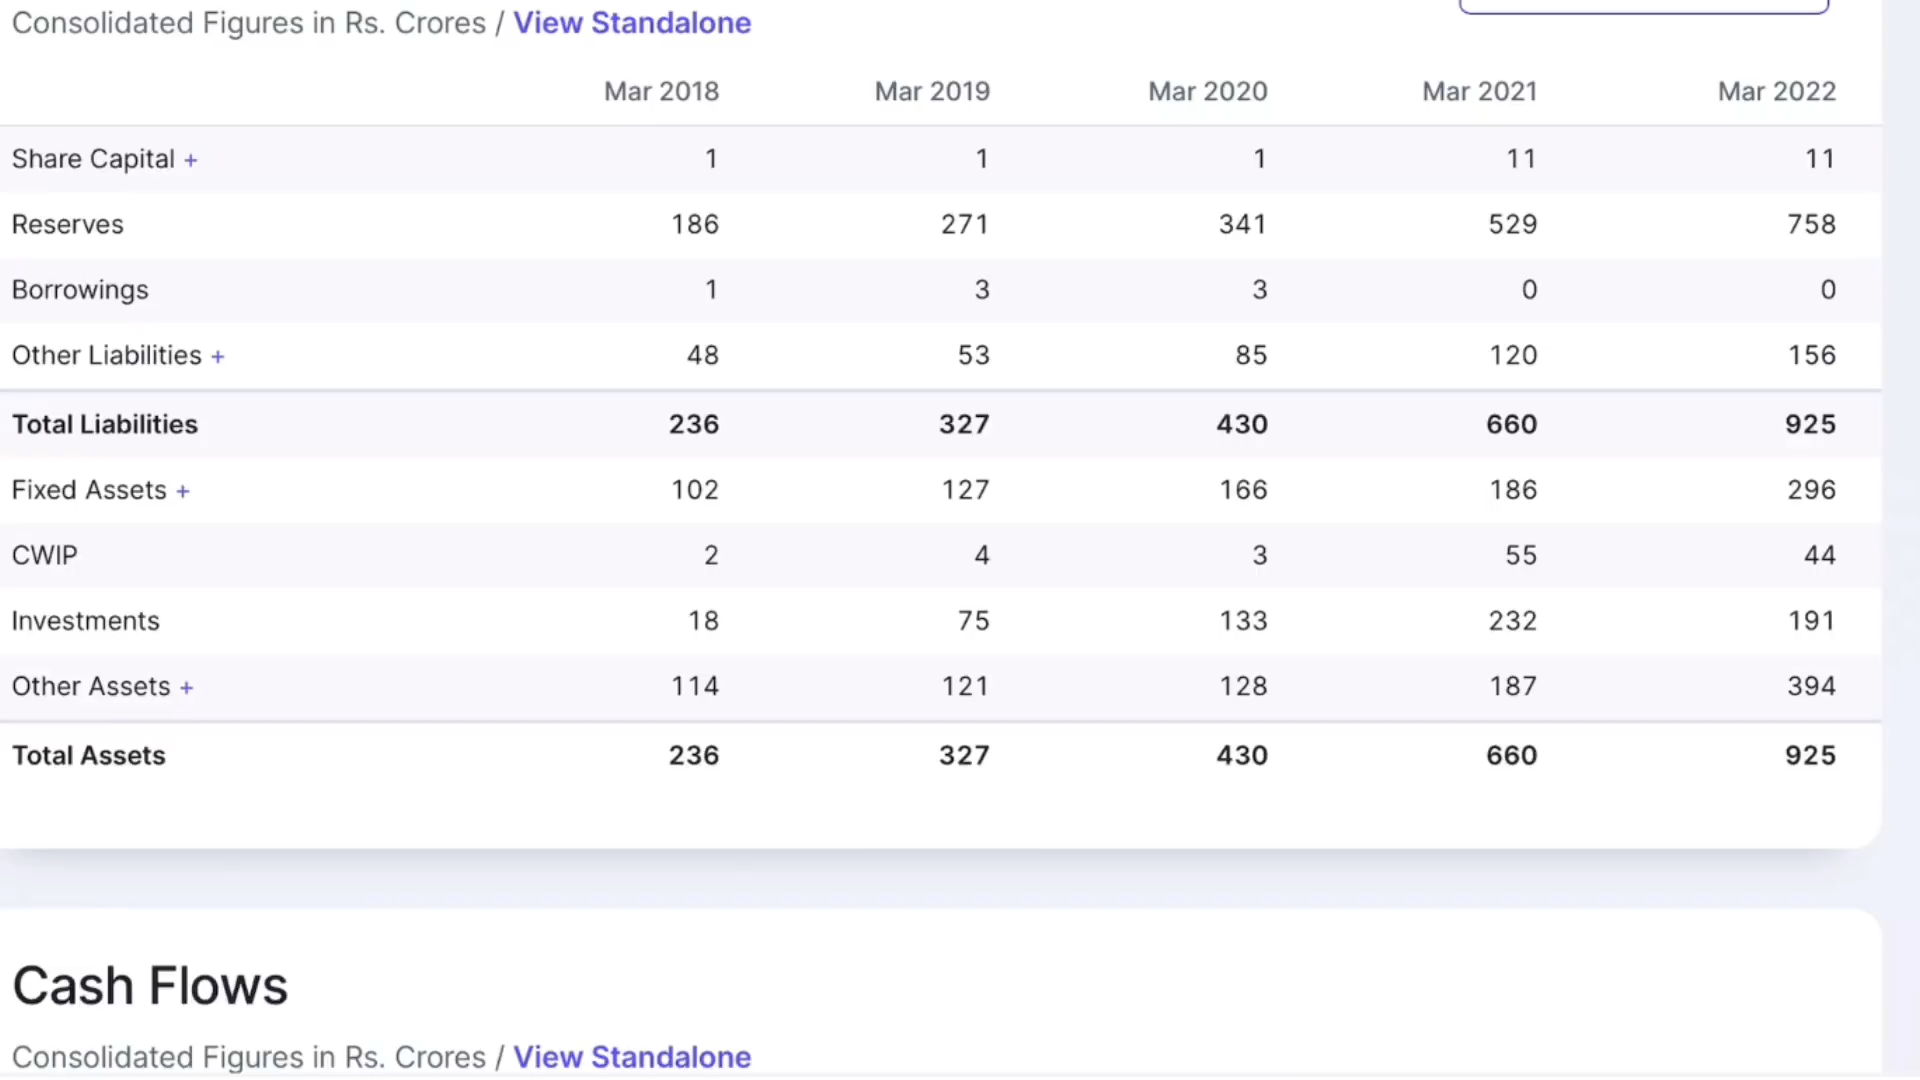 Consolidated Figures in Rs. Crores / View Standalone
Mar 2018 Mar 2019 Mar 2020 Mar 2021 Mar 2022
Share Capital + 1 1 1 11 11
Reserves 186 271 341 529 758
Borrowings 1 3 3 0 0
Other Liabilities + 48 53 85 120 156
Total Liabilities 236 327 430 660 925
Fixed Assets + 102 127 166 186 296
CWIP 2 4 3 55 44
Investments 18 75 133 232 191
Other Assets + 114 121 128 187 394
Total Assets 236 327 430 660 925
Cash Flows
Consolidated Figures in Rs. Crores / View Standalone